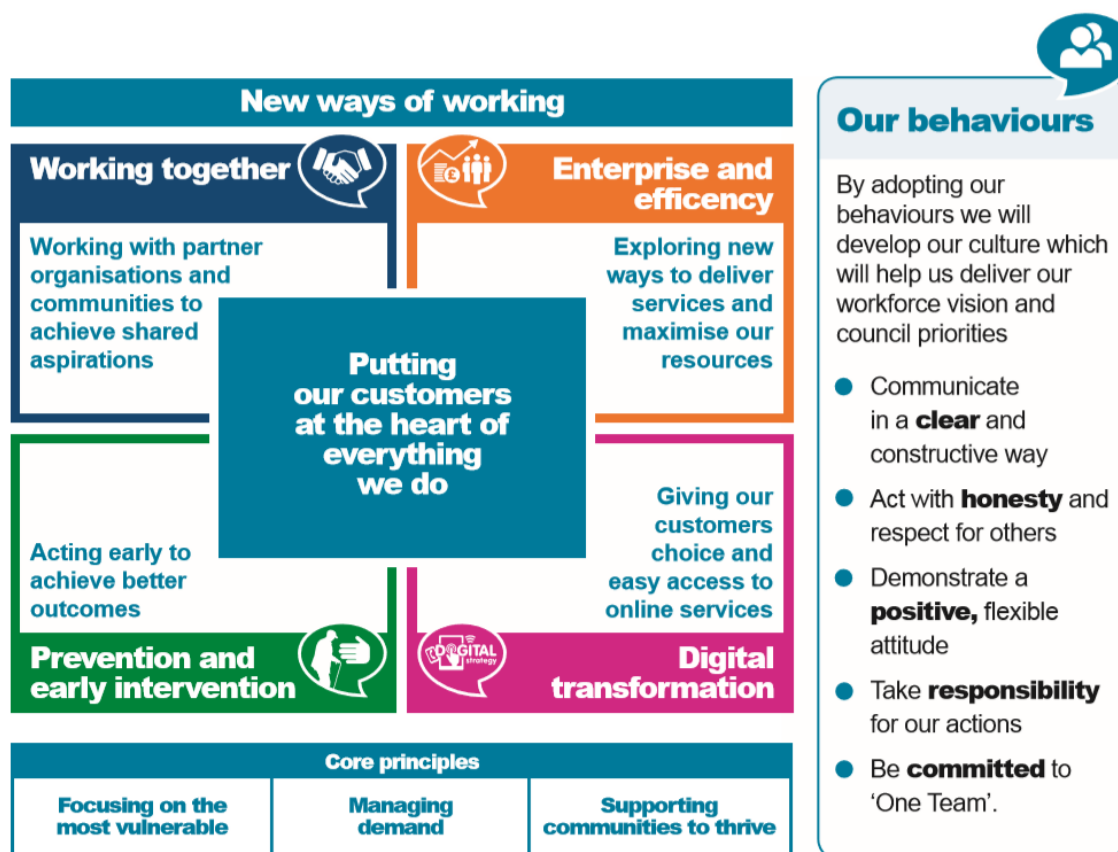 New ways of working
Working together
Working with partner
organisations and
communities to
achieve shared
aspirations
Enterprise and
efficency
Exploring new
ways to deliver
services and
maximise our
resources
Putting
our customers
at the heart of
everything
we do
Acting early to
achieve better
outcomes
Prevention and
early intervention
Giving our
customers
choice and
easy access to
online services
DIGITAL
strategy
Digital
transformation
Core principles
Focusing on the
most vulnerable
Managing
demand
Supporting
communities to thrive
Our behaviours
By adopting our
behaviours we will
develop our culture which
will help us deliver our
workforce vision and
council priorities
Communicate
in a clear and
constructive way
Act with honesty and
respect for others
Demonstrate a
positive, flexible
attitude
Take responsibility
for our actions
Be committed to
‘One Team’.